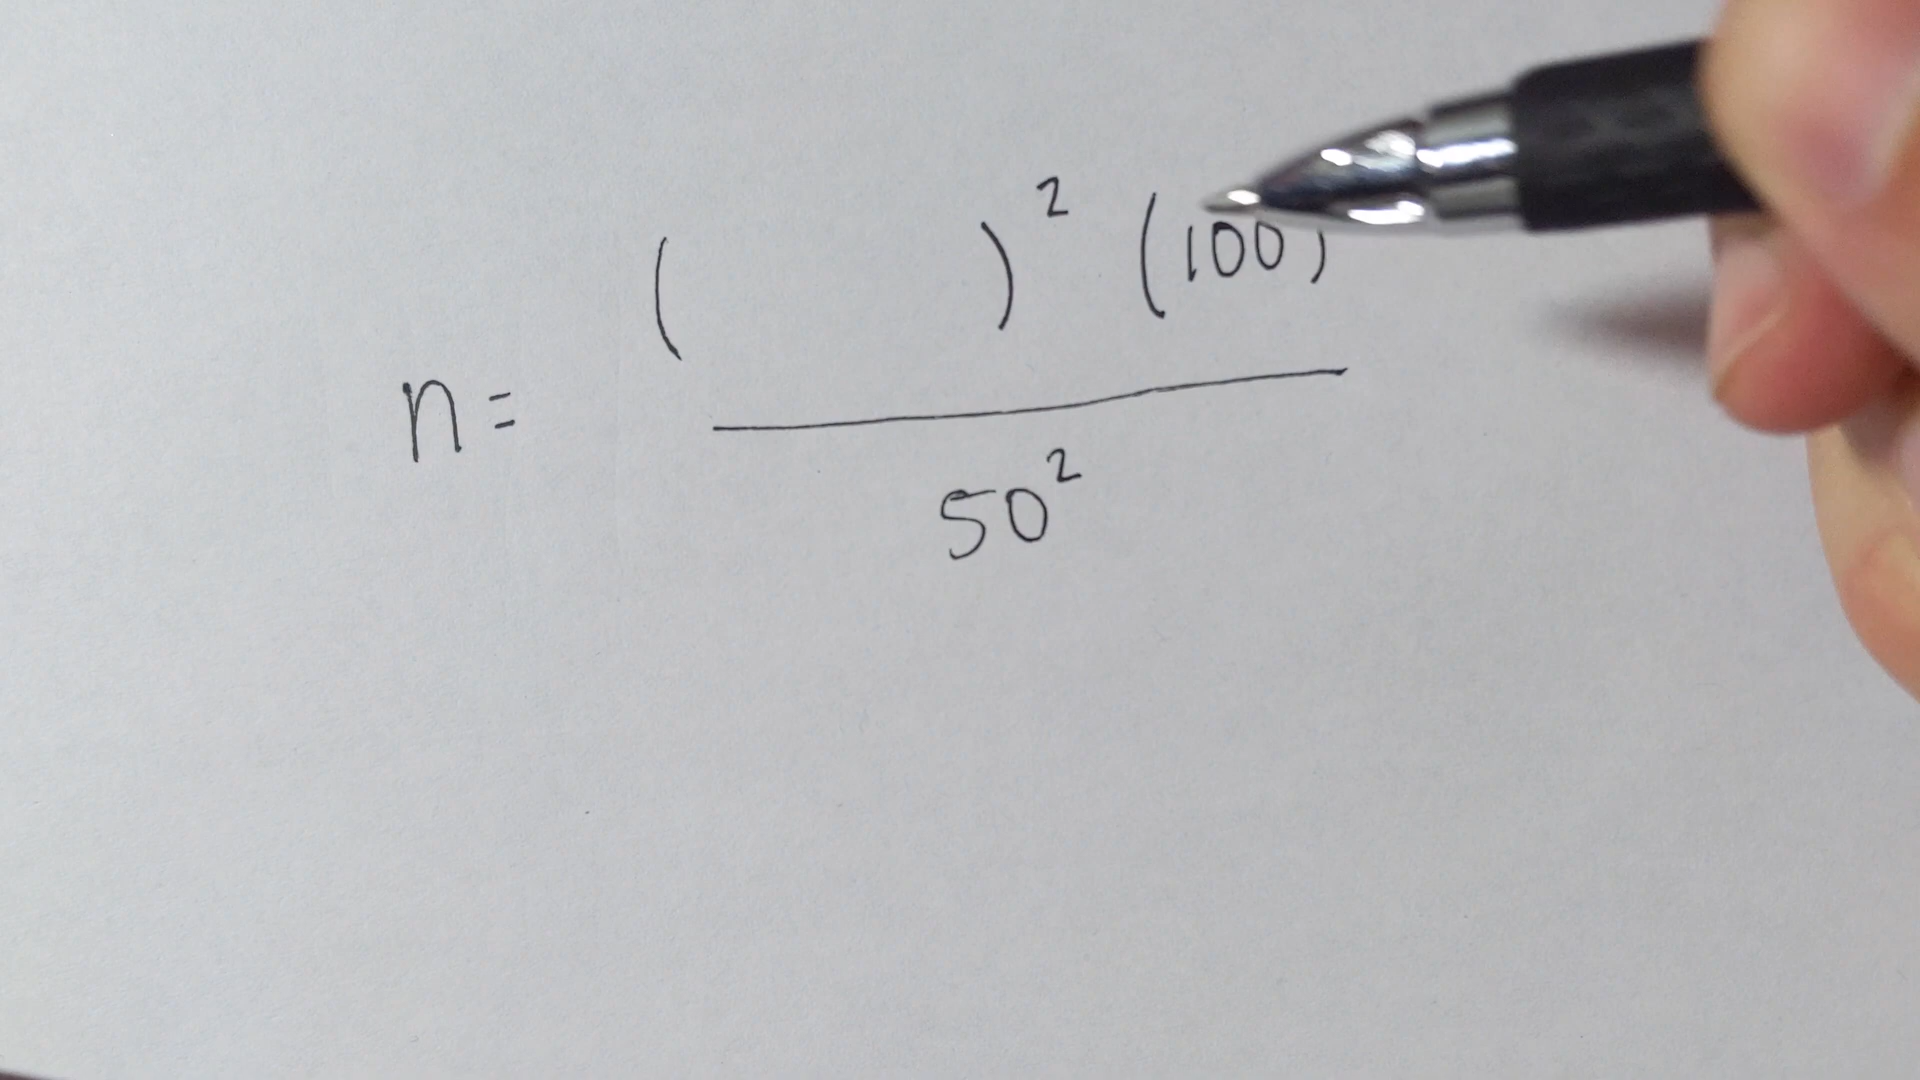 n = (        )² (100)
50²